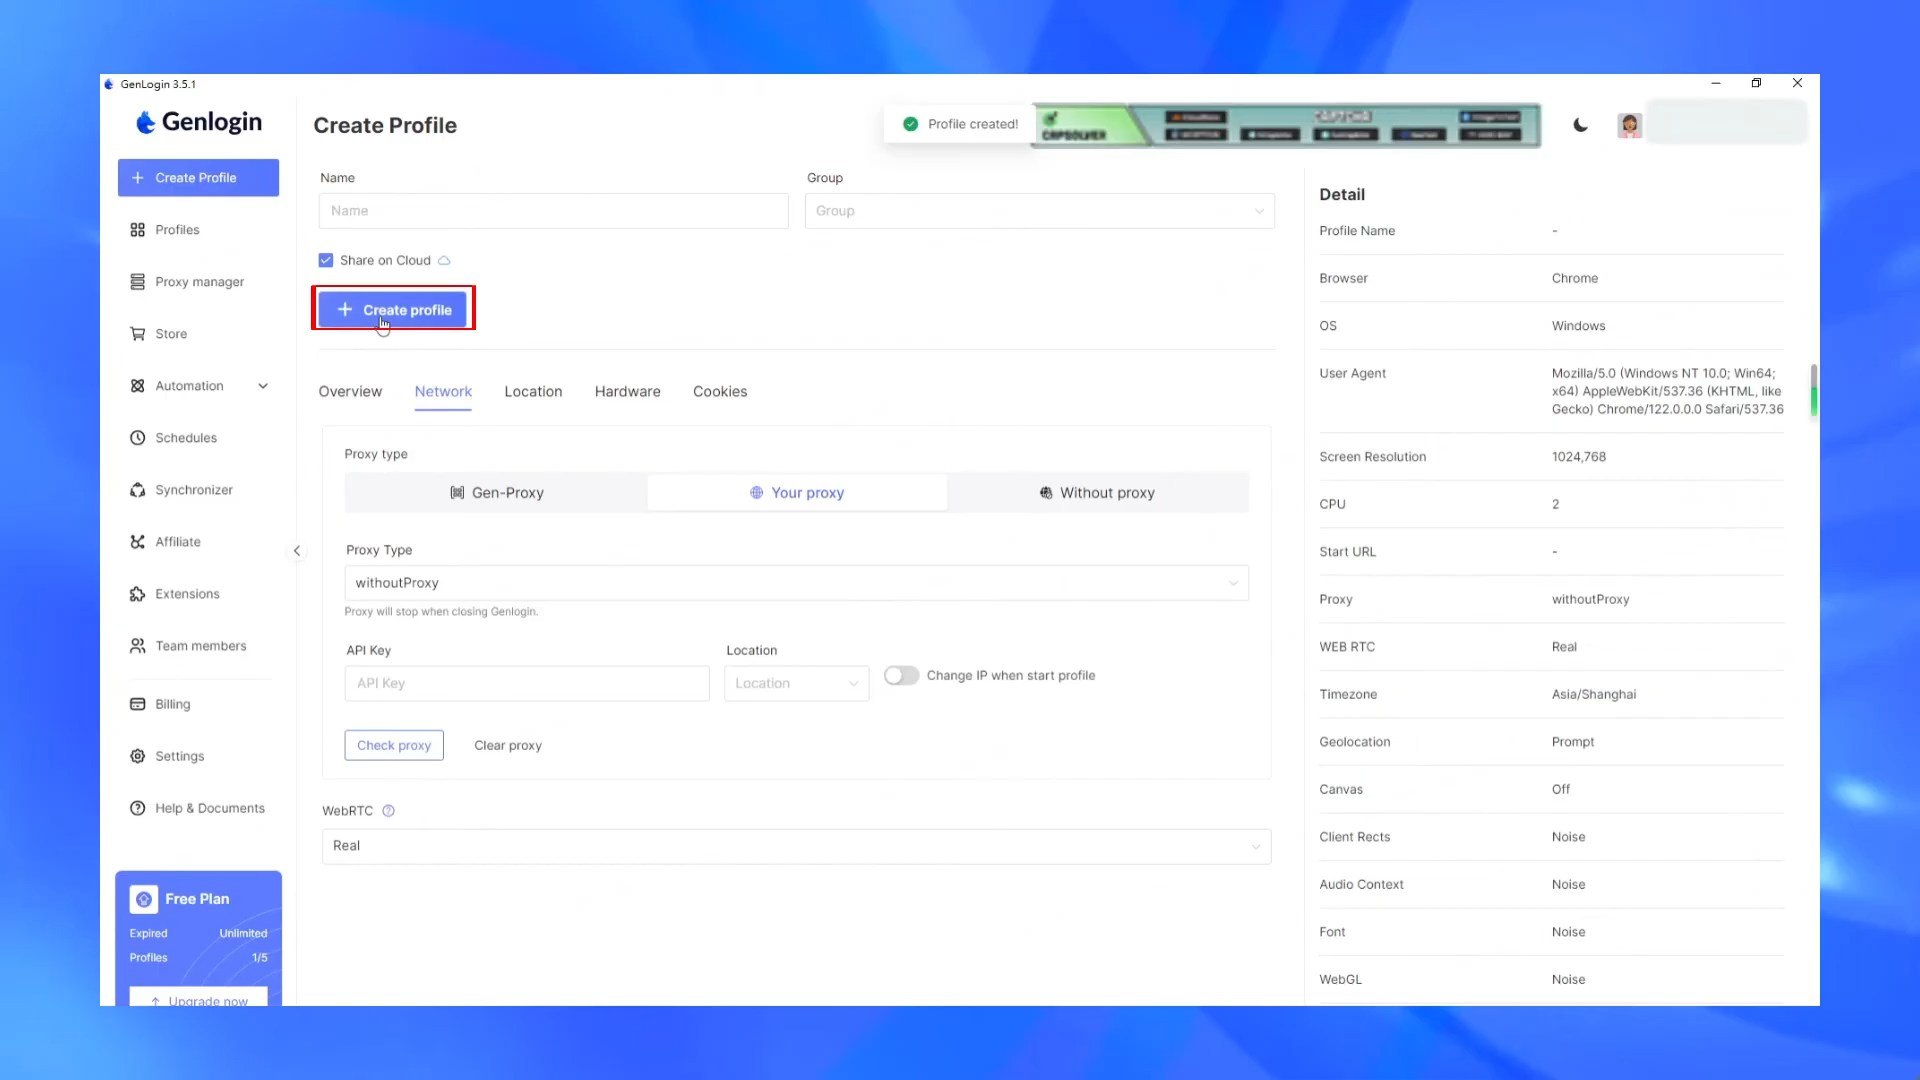 GenLogin 3.5.1
Genlogin
Create Profile
Profiles
Proxy manager
Store
Automation
Schedules
Synchronizer
Affiliate
Extensions
Team members
Billing
Settings
Help & Documents
Free Plan
Expired Unlimited
Profiles 1/5
Upgrade now
Create Profile
Profile created!
CAPSOLVER
Name Group
Name Group
Share on Cloud
Create profile
Overview Network Location Hardware Cookies
Proxy type
Gen-Proxy Your proxy Without proxy
Proxy Type
withoutProxy
Proxy will stop when closing Genlogin.
API Key Location
API Key Location Change IP when start profile
Check proxy Clear proxy
WebRTC
Real
Detail
Profile Name -
Browser Chrome
OS Windows
User Agent Mozilla/5.0 (Windows NT 10.0; Win64;
x64) AppleWebKit/537.36 (KHTML, like
Gecko) Chrome/122.0.0.0 Safari/537.36
Screen Resolution 1024,768
CPU 2
Start URL -
Proxy withoutProxy
WEB RTC Real
Timezone Asia/Shanghai
Geolocation Prompt
Canvas Off
Client Rects Noise
Audio Context Noise
Font Noise
WebGL Noise